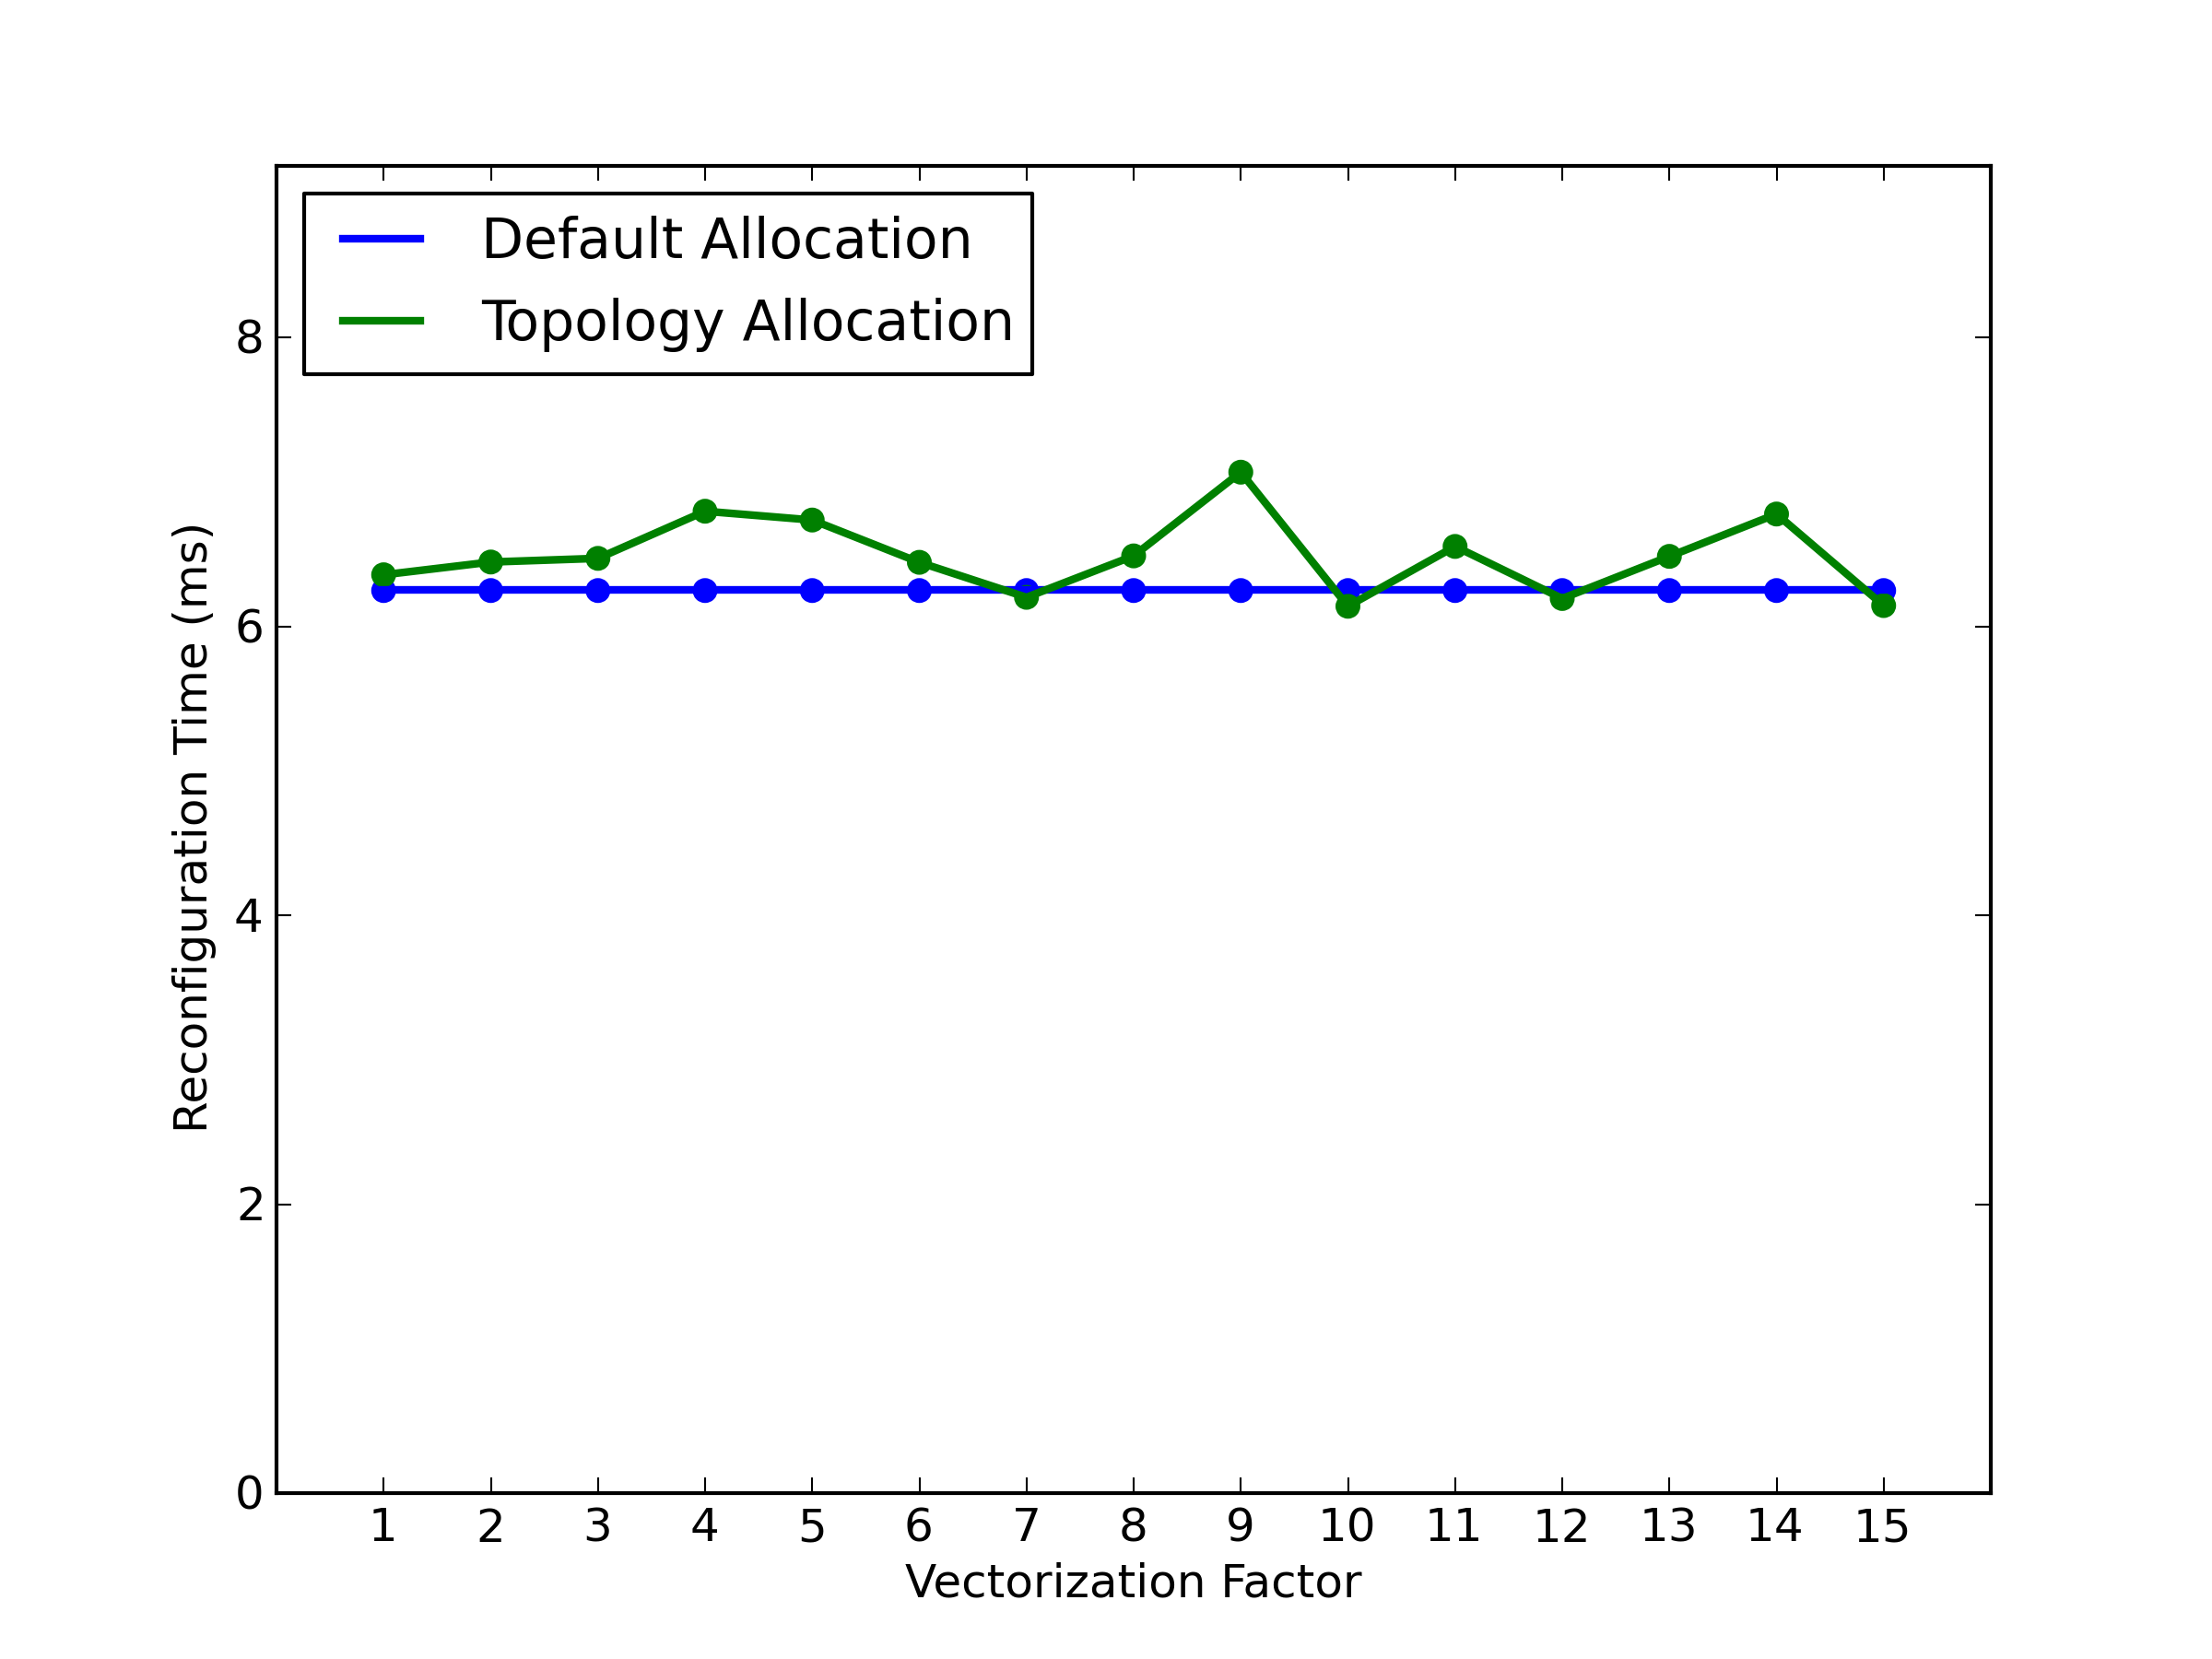 Default Allocation
Topology Allocation
8
6
4
2
0
Reconfiguration Time (ms)
1 2 3 4 5 6 7 8 9 10 11 12 13 14 15
Vectorization Factor